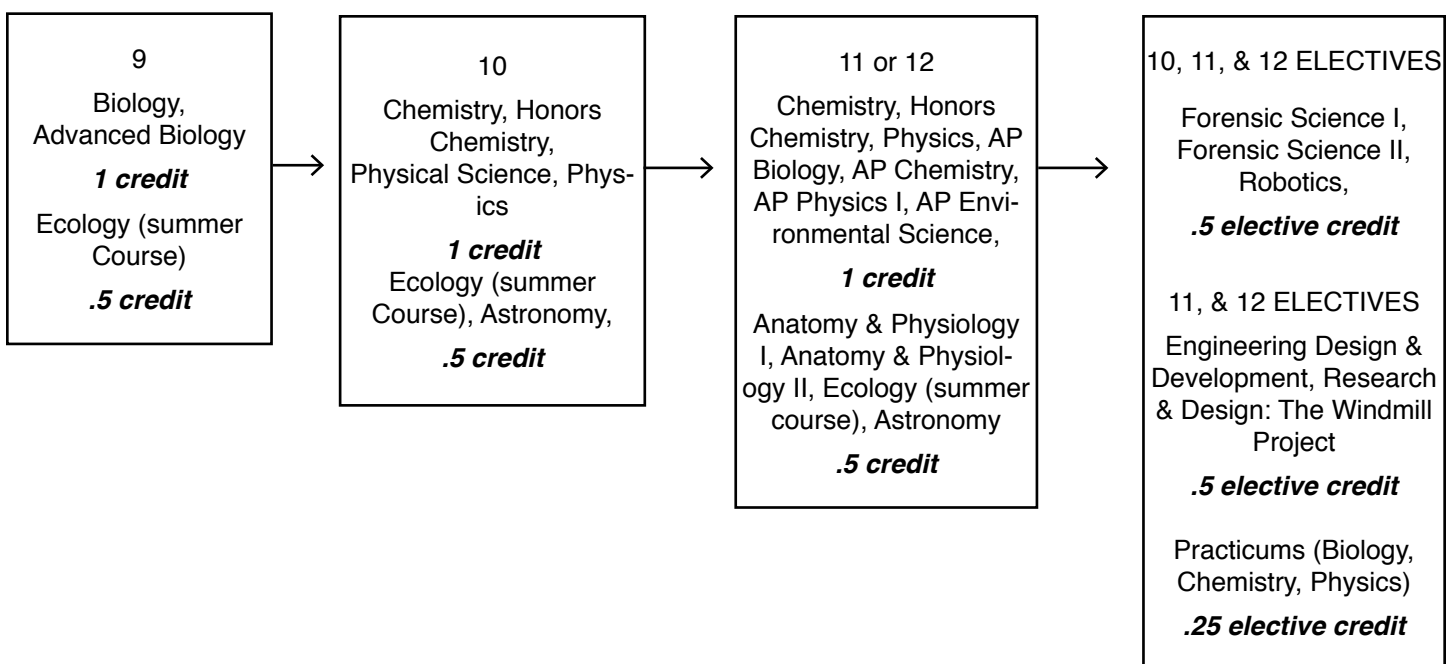 9
Biology,
Advanced Biology
1 credit
Ecology (summer
Course)
.5 credit
10
Chemistry, Honors
Chemistry,
Physical Science, Phys-
ics
1 credit
Ecology (summer
Course), Astronomy,
.5 credit
11 or 12
Chemistry, Honors
Chemistry, Physics, AP
Biology, AP Chemistry,
AP Physics I, AP Envi-
ronmental Science,
1 credit
Anatomy & Physiology
I, Anatomy & Physiol-
ogy II, Ecology (summer
course), Astronomy
.5 credit
10, 11, & 12 ELECTIVES
Forensic Science I,
Forensic Science II,
Robotics,
.5 elective credit
11, & 12 ELECTIVES
Engineering Design &
Development, Research
& Design: The Windmill
Project
.5 elective credit
Practicums (Biology,
Chemistry, Physics)
.25 elective credit